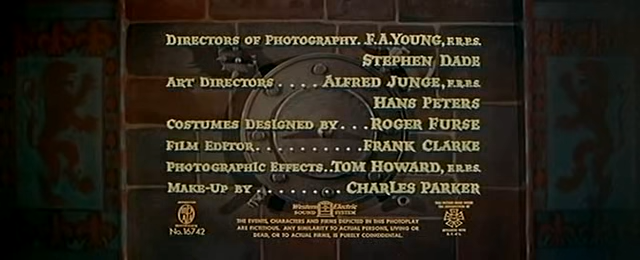 DIRECTORS OF PHOTOGRAPHY. F.A.YOUNG, F.R.P.S.
STEPHEN DADE
ART DIRECTORS . . . . ALFRED JUNGE, F.R.P.S.
HANS PETERS
COSTUMES DESIGNED BY . . . ROGER FURSE
FILM EDITOR . . . . . . . . . . FRANK CLARKE
PHOTOGRAPHIC EFFECTS . . TOM HOWARD, F.R.P.S.
MAKE-UP BY . . . . . . . . CHARLES PARKER
Western Electric
SOUND SYSTEM
No. 16742
THE EVENTS, CHARACTERS AND FIRMS DEPICTED IN THE PHOTOPLAY
ARE FICTITIOUS. ANY SIMILARITY TO ACTUAL PERSONS, LIVING OR
DEAD, OR TO ACTUAL FIRMS, IS PURELY COINCIDENTAL.